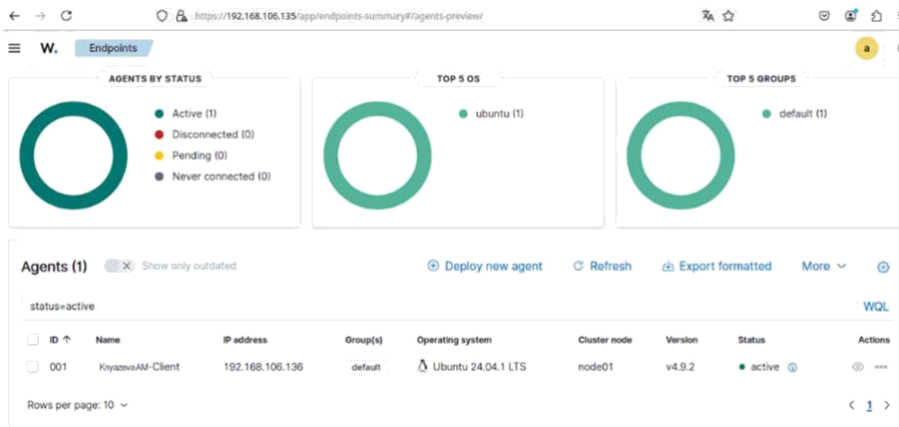 https://192.168.106.135/app/endpoints-summary#/agents-preview/
W. Endpoints a
AGENTS BY STATUS
Active (1)
Disconnected (0)
Pending (0)
Never connected (0)
TOP 5 OS
ubuntu (1)
TOP 5 GROUPS
default (1)
Agents (1) Show only outdated Deploy new agent Refresh Export formatted More
status=active WQL
ID Name IP address Group(s) Operating system Cluster node Version Status Actions
001 KnyazevaAM-Client 192.168.106.136 default Ubuntu 24.04.1 LTS node01 v4.9.2 active
Rows per page: 10 1